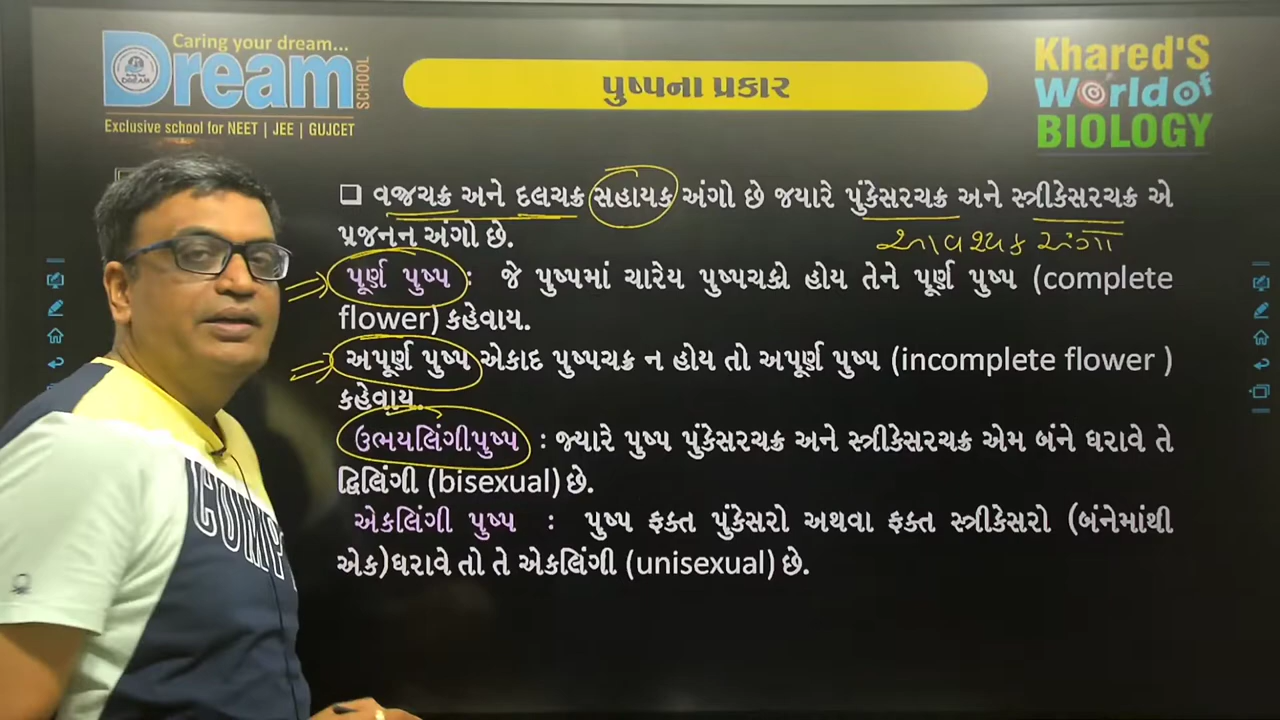 Caring your dream...
Dream
SCHOOL
Exclusive school for NEET | JEE | GUJCET
પુષ્પના પ્રકાર
Khared'S
World of
BIOLOGY
❑ વજ્રચક્ર અને દલચક્ર સહાયક અંગો છે જ્યારે પુંકેસરચક્ર અને સ્ત્રીકેસરચક્ર એ
પ્રજનન અંગો છે.
આવશ્યક અંગો
પૂર્ણ પુષ્પ : જે પુષ્પમાં ચારેય પુષ્પચક્રો હોય તેને પૂર્ણ પુષ્પ (complete
flower) કહેવાય.
અપૂર્ણ પુષ્પ એકાદ પુષ્પચક્ર ન હોય તો અપૂર્ણ પુષ્પ (incomplete flower )
કહેવાય.
ઉભયલિંગીપુષ્પ : જ્યારે પુષ્પ પુંકેસરચક્ર અને સ્ત્રીકેસરચક્ર એમ બંને ધરાવે તે
દ્વિલિંગી (bisexual) છે.
એકલિંગી પુષ્પ : પુષ્પ ફક્ત પુંકેસરો અથવા ફક્ત સ્ત્રીકેસરો (બંનેમાંથી
એક)ધરાવે તો તે એકલિંગી (unisexual) છે.